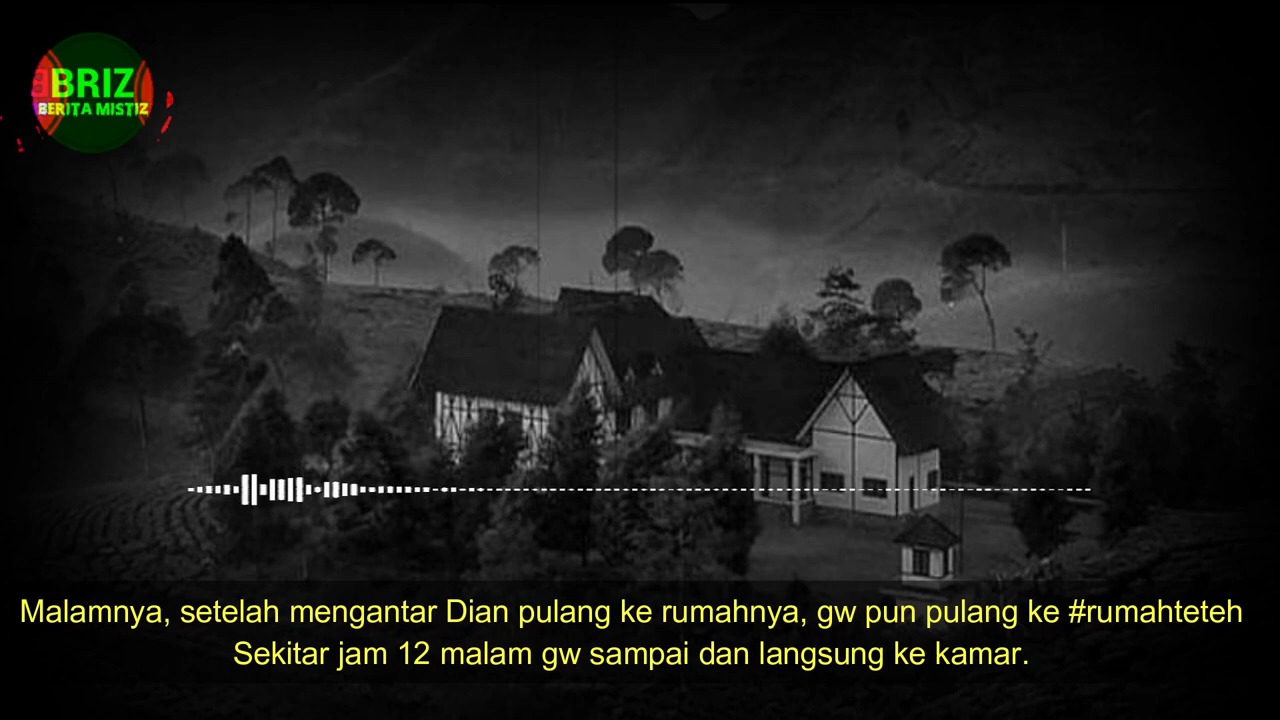 BRIZ
BERITA MISTIZ
Malamnya, setelah mengantar Dian pulang ke rumahnya, gw pun pulang ke #rumahteteh
Sekitar jam 12 malam gw sampai dan langsung ke kamar.